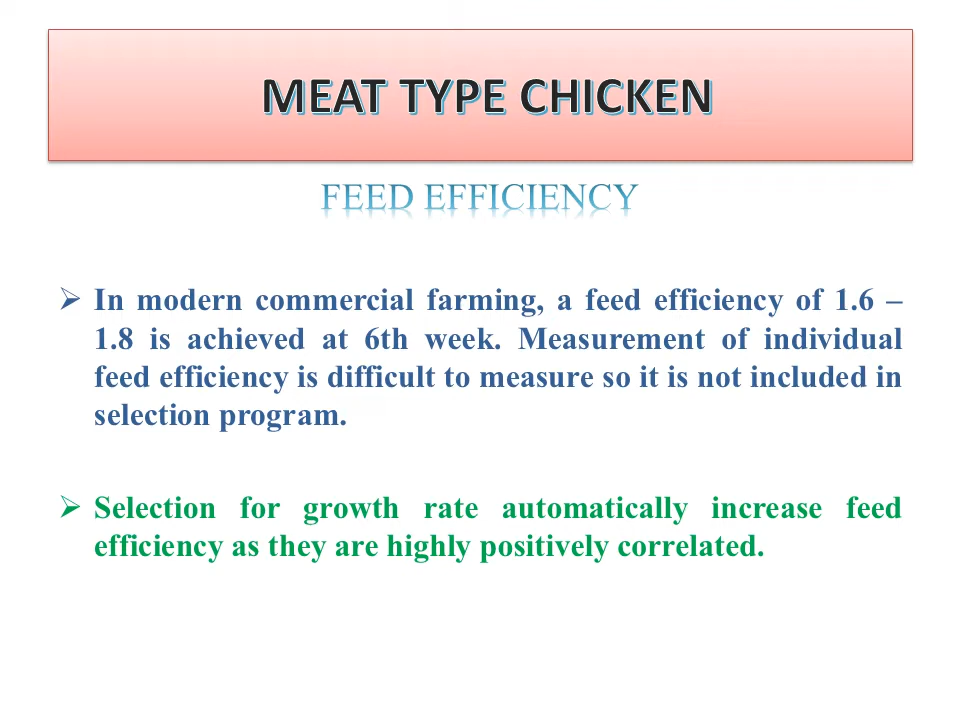 MEAT TYPE CHICKEN
FEED EFFICIENCY
➢ In modern commercial farming, a feed efficiency of 1.6 –
1.8 is achieved at 6th week. Measurement of individual
feed efficiency is difficult to measure so it is not included in
selection program.
➢ Selection for growth rate automatically increase feed
efficiency as they are highly positively correlated.